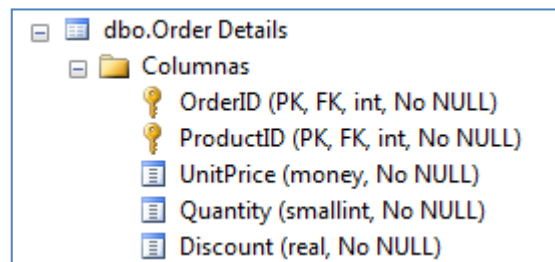 dbo.Order Details
Columnas
OrderID (PK, FK, int, No NULL)
ProductID (PK, FK, int, No NULL)
UnitPrice (money, No NULL)
Quantity (smallint, No NULL)
Discount (real, No NULL)